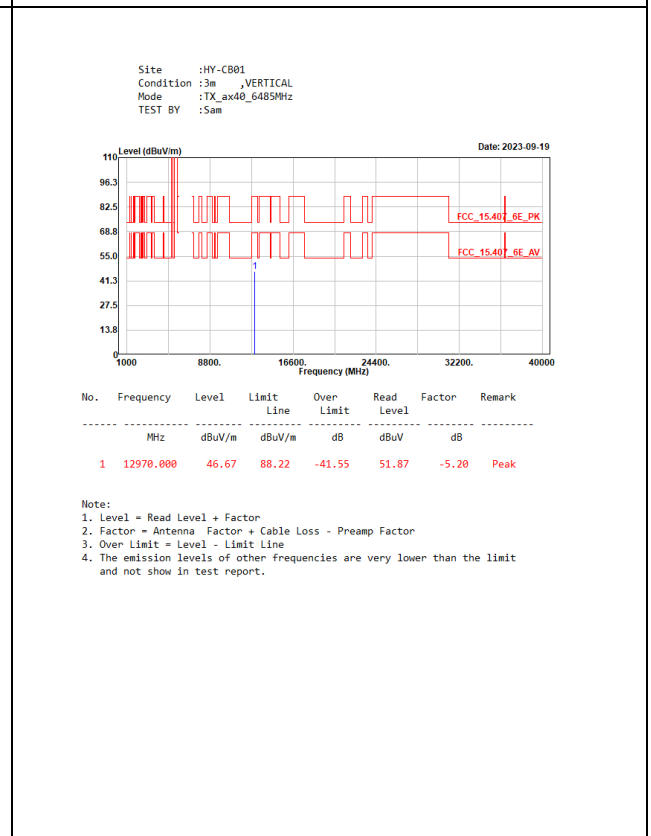 Site :HY-CB01
Condition :3m ,VERTICAL
Mode :TX_ax40_6485MHz
TEST BY :Sam
Level (dBuV/m) Date: 2023-09-19
110
96.3
82.5
FCC_15.407_6E_PK
68.8
55.0
FCC_15.407_6E_AV
1
41.3
27.5
13.8
0
1000 8800. 16600. 24400. 32200. 40000
Frequency (MHz)
No. Frequency Level Limit Over Read Factor Remark
Line Limit Level
------ ----------- -------- --------- --------- --------- ------- ---------
MHz dBuV/m dBuV/m dB dBuV dB
1 12970.000 46.67 88.22 -41.55 51.87 -5.20 Peak
Note:
1. Level = Read Level + Factor
2. Factor = Antenna Factor + Cable Loss - Preamp Factor
3. Over Limit = Level - Limit Line
4. The emission levels of other frequencies are very lower than the limit
and not show in test report.